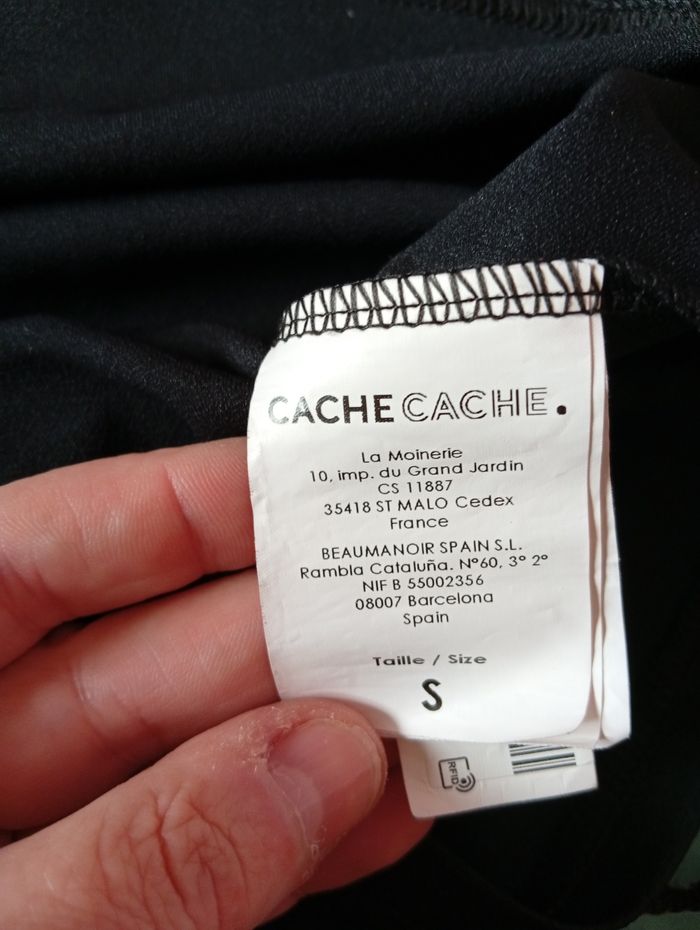 CACHE CACHE.
La Moinerie
10, imp. du Grand Jardin
CS 11887
35418 ST MALO Cedex
France
BEAUMANOIR SPAIN S.L.
Rambla Cataluña. Nº60, 3º 2º
NIF B 55002356
08007 Barcelona
Spain
Taille / Size
S
RFID